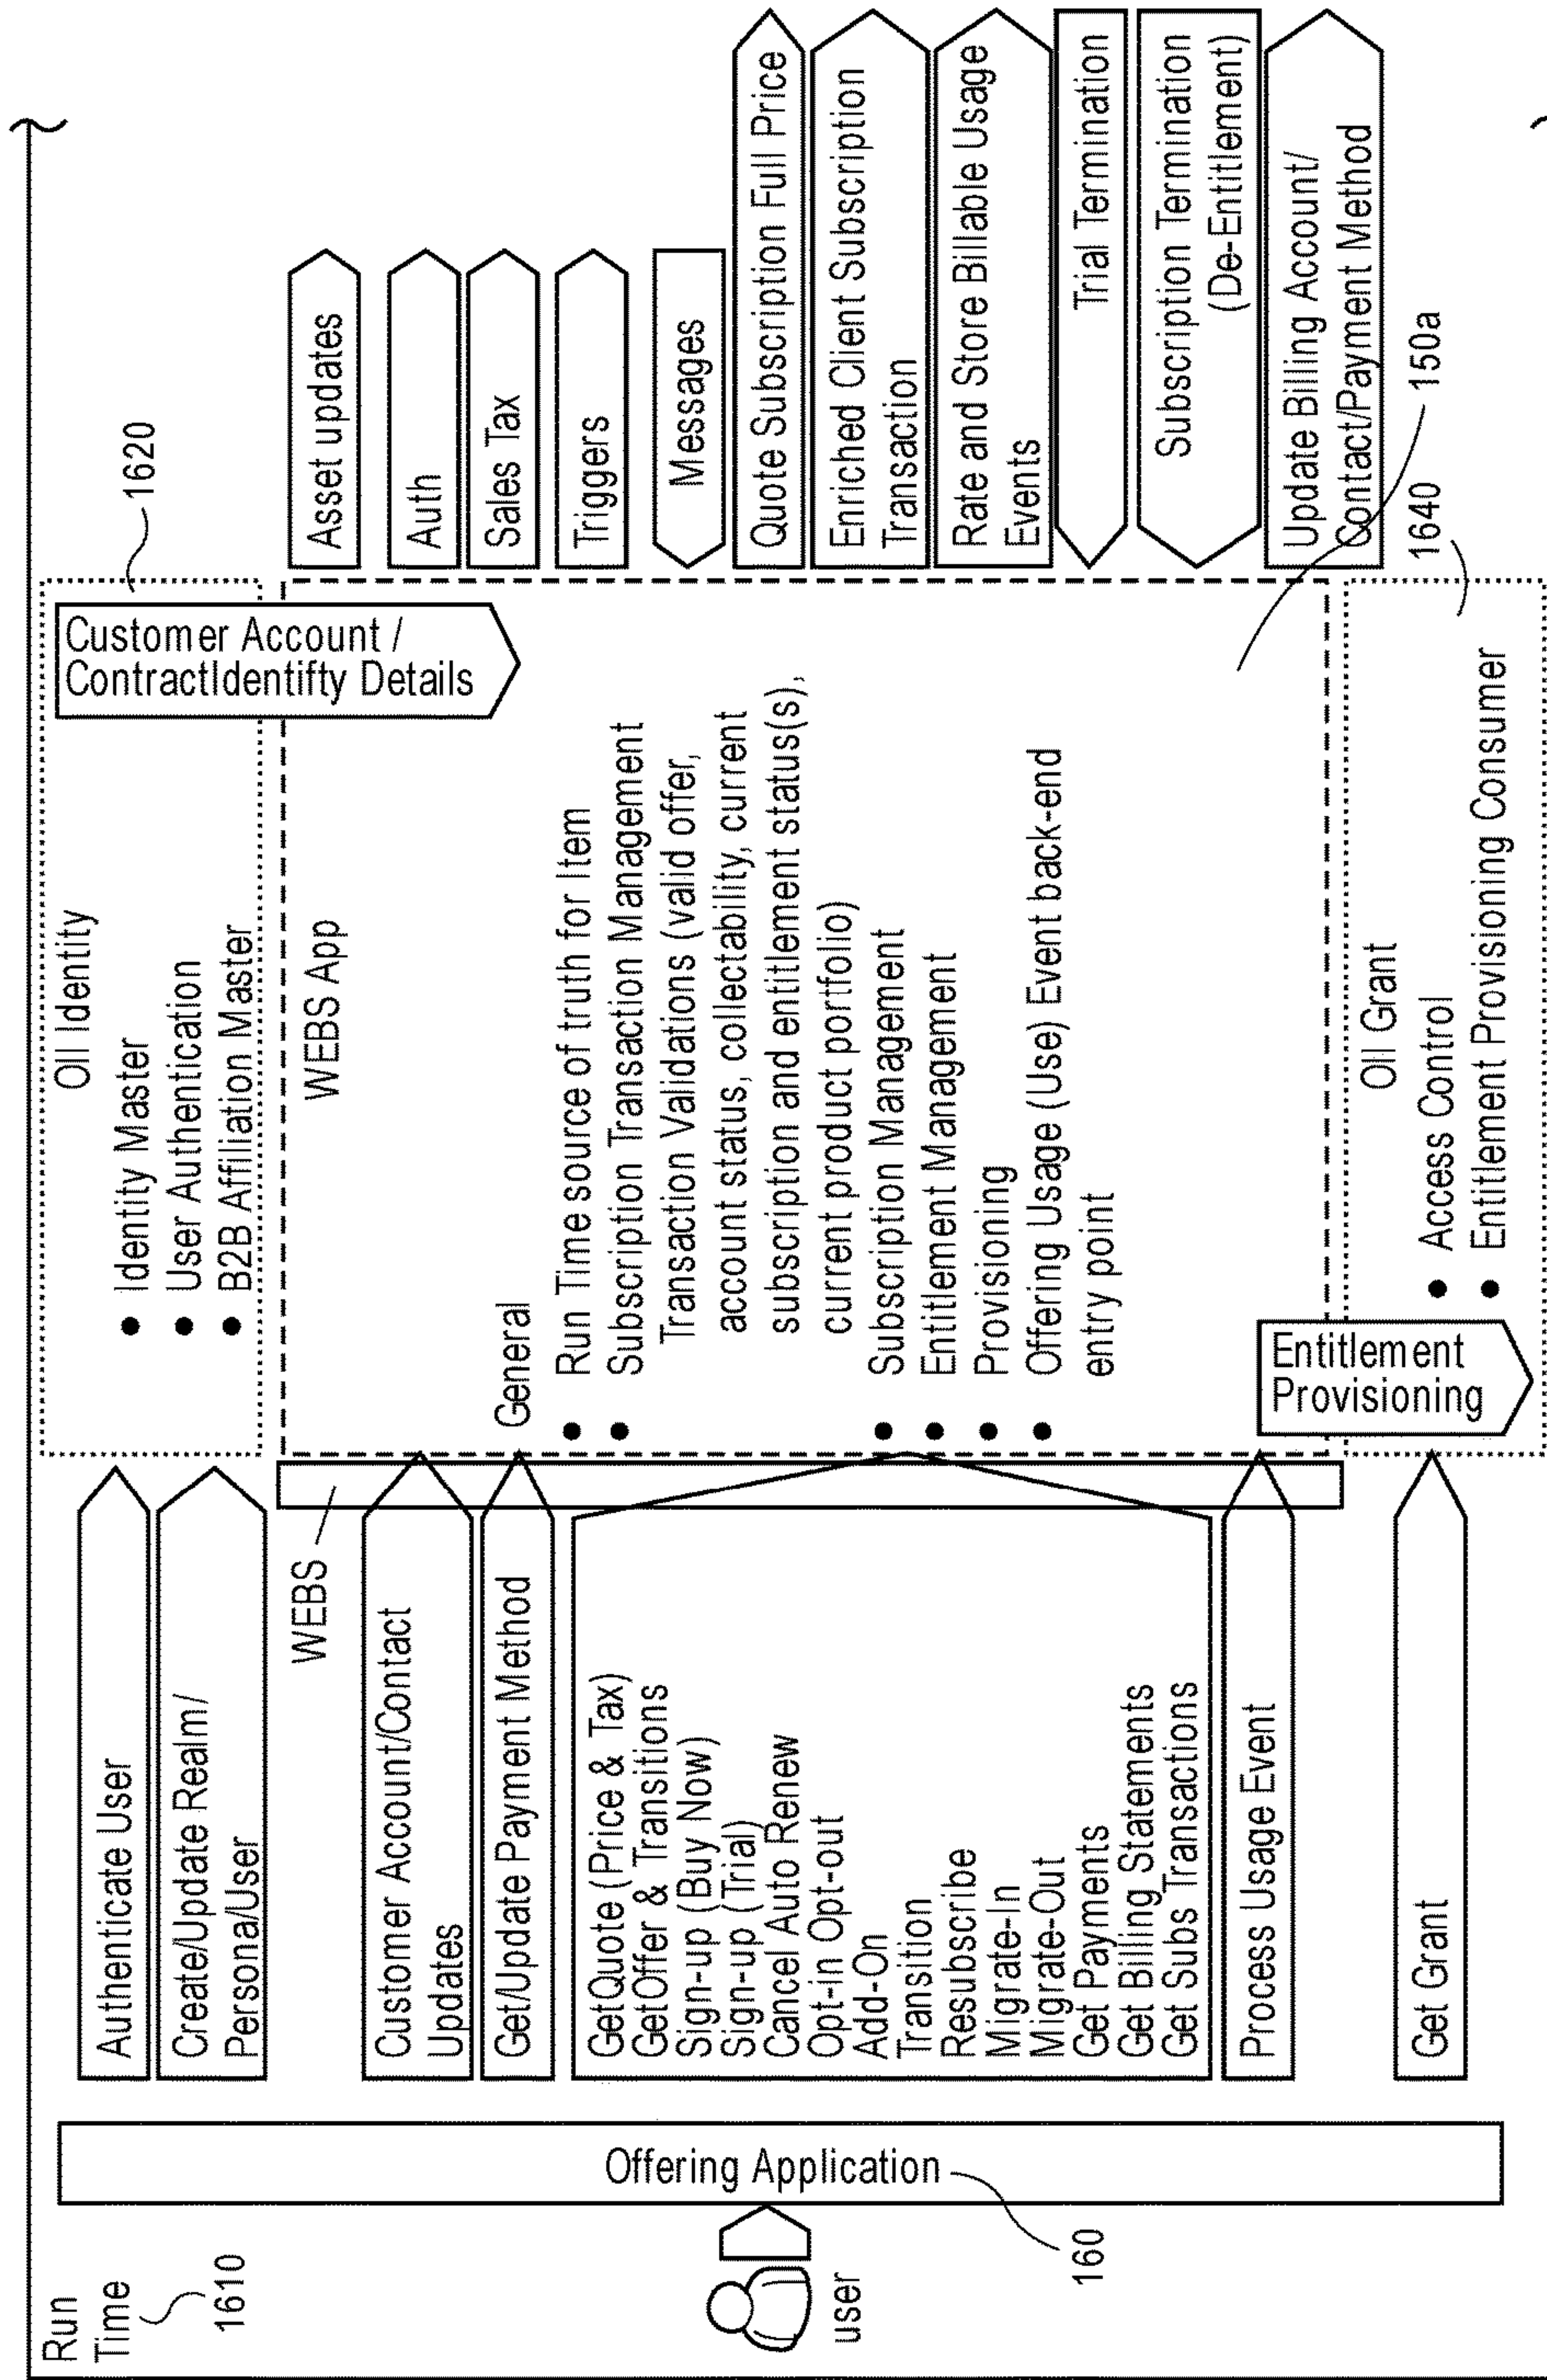 Run
Time
1610
user
160
Offering Application
Authenticate User
Create/Update Realm/
Persona/User
WEBS
Customer Account/Contact
Updates
Get/Update Payment Method
GetQuote (Price & Tax)
GetOffer & Transitions
Sign-up (Buy Now)
Sign-up (Trial)
Cancel Auto Renew
Opt-in Opt-out
Add-On
Transition
Resubscribe
Migrate-In
Migrate-Out
Get Payments
Get Billing Statements
Get Subs Transactions
Process Usage Event
Get Grant
OII Identity
• Identity Master
• User Authentication
• B2B Affiliation Master
1620
Customer Account /
ContractIdentifty Details
WEBS App
General
• Run Time source of truth for Item
• Subscription Transaction Management
Transaction Validations (valid offer,
account status, collectability, current
subscription and entitlement status(s),
current product portfolio)
• Subscription Management
• Entitlement Management
• Provisioning
• Offering Usage (Use) Event back-end
entry point
Entitlement
Provisioning
OII Grant
• Access Control
• Entitlement Provisioning Consumer
1640
150a
Asset updates
Auth
Sales Tax
Triggers
Messages
Quote Subscription Full Price
Enriched Client Subscription
Transaction
Rate and Store Billable Usage
Events
Trial Termination
Subscription Termination
(De-Entitlement)
Update Billing Account/
Contact/Payment Method